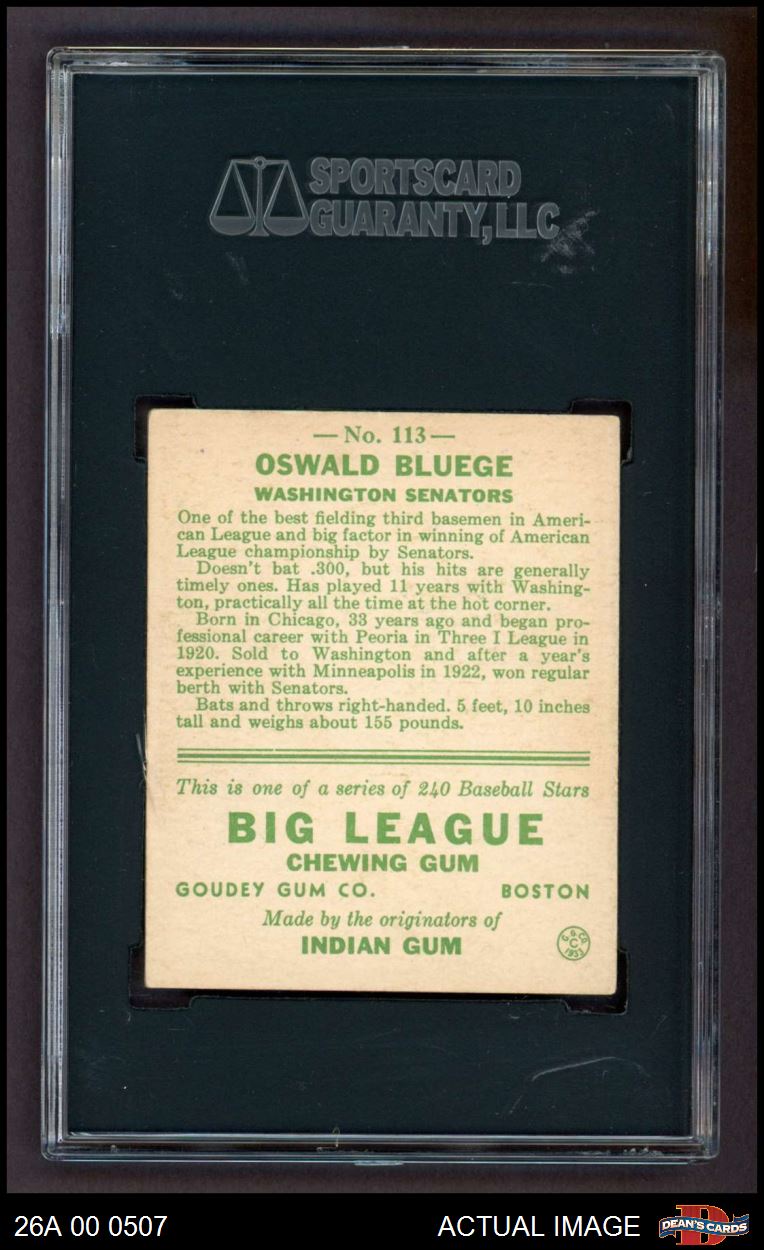 SPORTSCARD
GUARANTY, LLC
— No. 113 —
OSWALD BLUEGE
WASHINGTON SENATORS
One of the best fielding third basemen in Ameri-
can League and big factor in winning of American
League championship by Senators.
Doesn't bat .300, but his hits are generally
timely ones. Has played 11 years with Washing-
ton, practically all the time at the hot corner.
Born in Chicago, 33 years ago and began pro-
fessional career with Peoria in Three I League in
1920. Sold to Washington and after a year's
experience with Minneapolis in 1922, won regular
berth with Senators.
Bats and throws right-handed. 5 feet, 10 inches
tall and weighs about 155 pounds.
This is one of a series of 240 Baseball Stars
BIG LEAGUE
CHEWING GUM
GOUDEY GUM CO. BOSTON
Made by the originators of
INDIAN GUM
G. G. CO.
C
1933
26A 00 0507 ACTUAL IMAGE DEAN'S CARDS